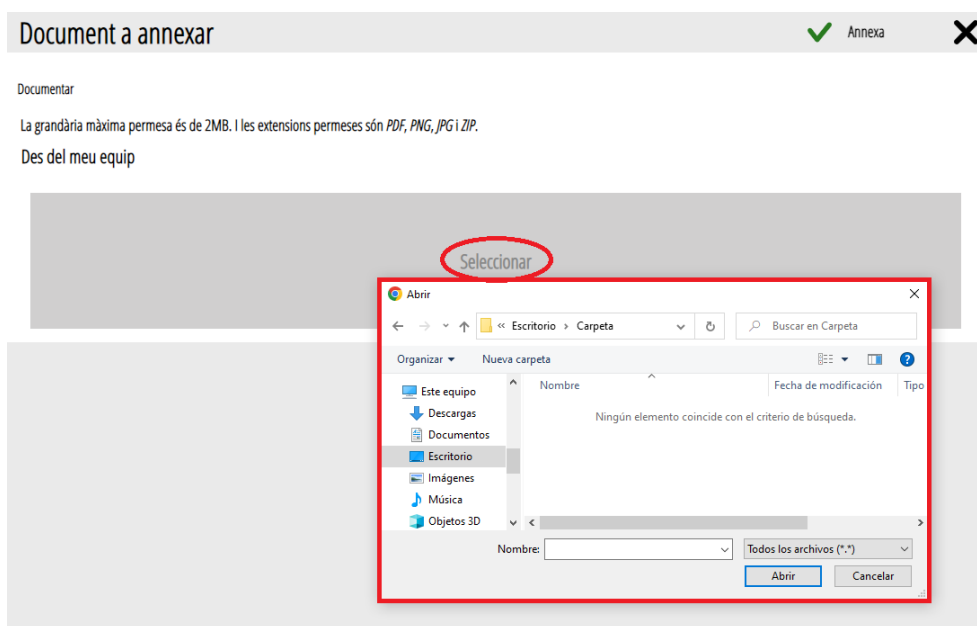 Document a annexar
Annexa
Documentar
La grandària màxima permesa és de 2MB. I les extensions permeses són PDF, PNG, JPG i ZIP.
Des del meu equip
Seleccionar
Abrir
« Escritorio › Carpeta
Buscar en Carpeta
Organizar
Nueva carpeta
Este equipo
Descargas
Documentos
Escritorio
Imágenes
Música
Objetos 3D
Nombre
Fecha de modificación
Tipo
Ningún elemento coincide con el criterio de búsqueda.
Nombre:
Todos los archivos (*.*)
Abrir
Cancelar